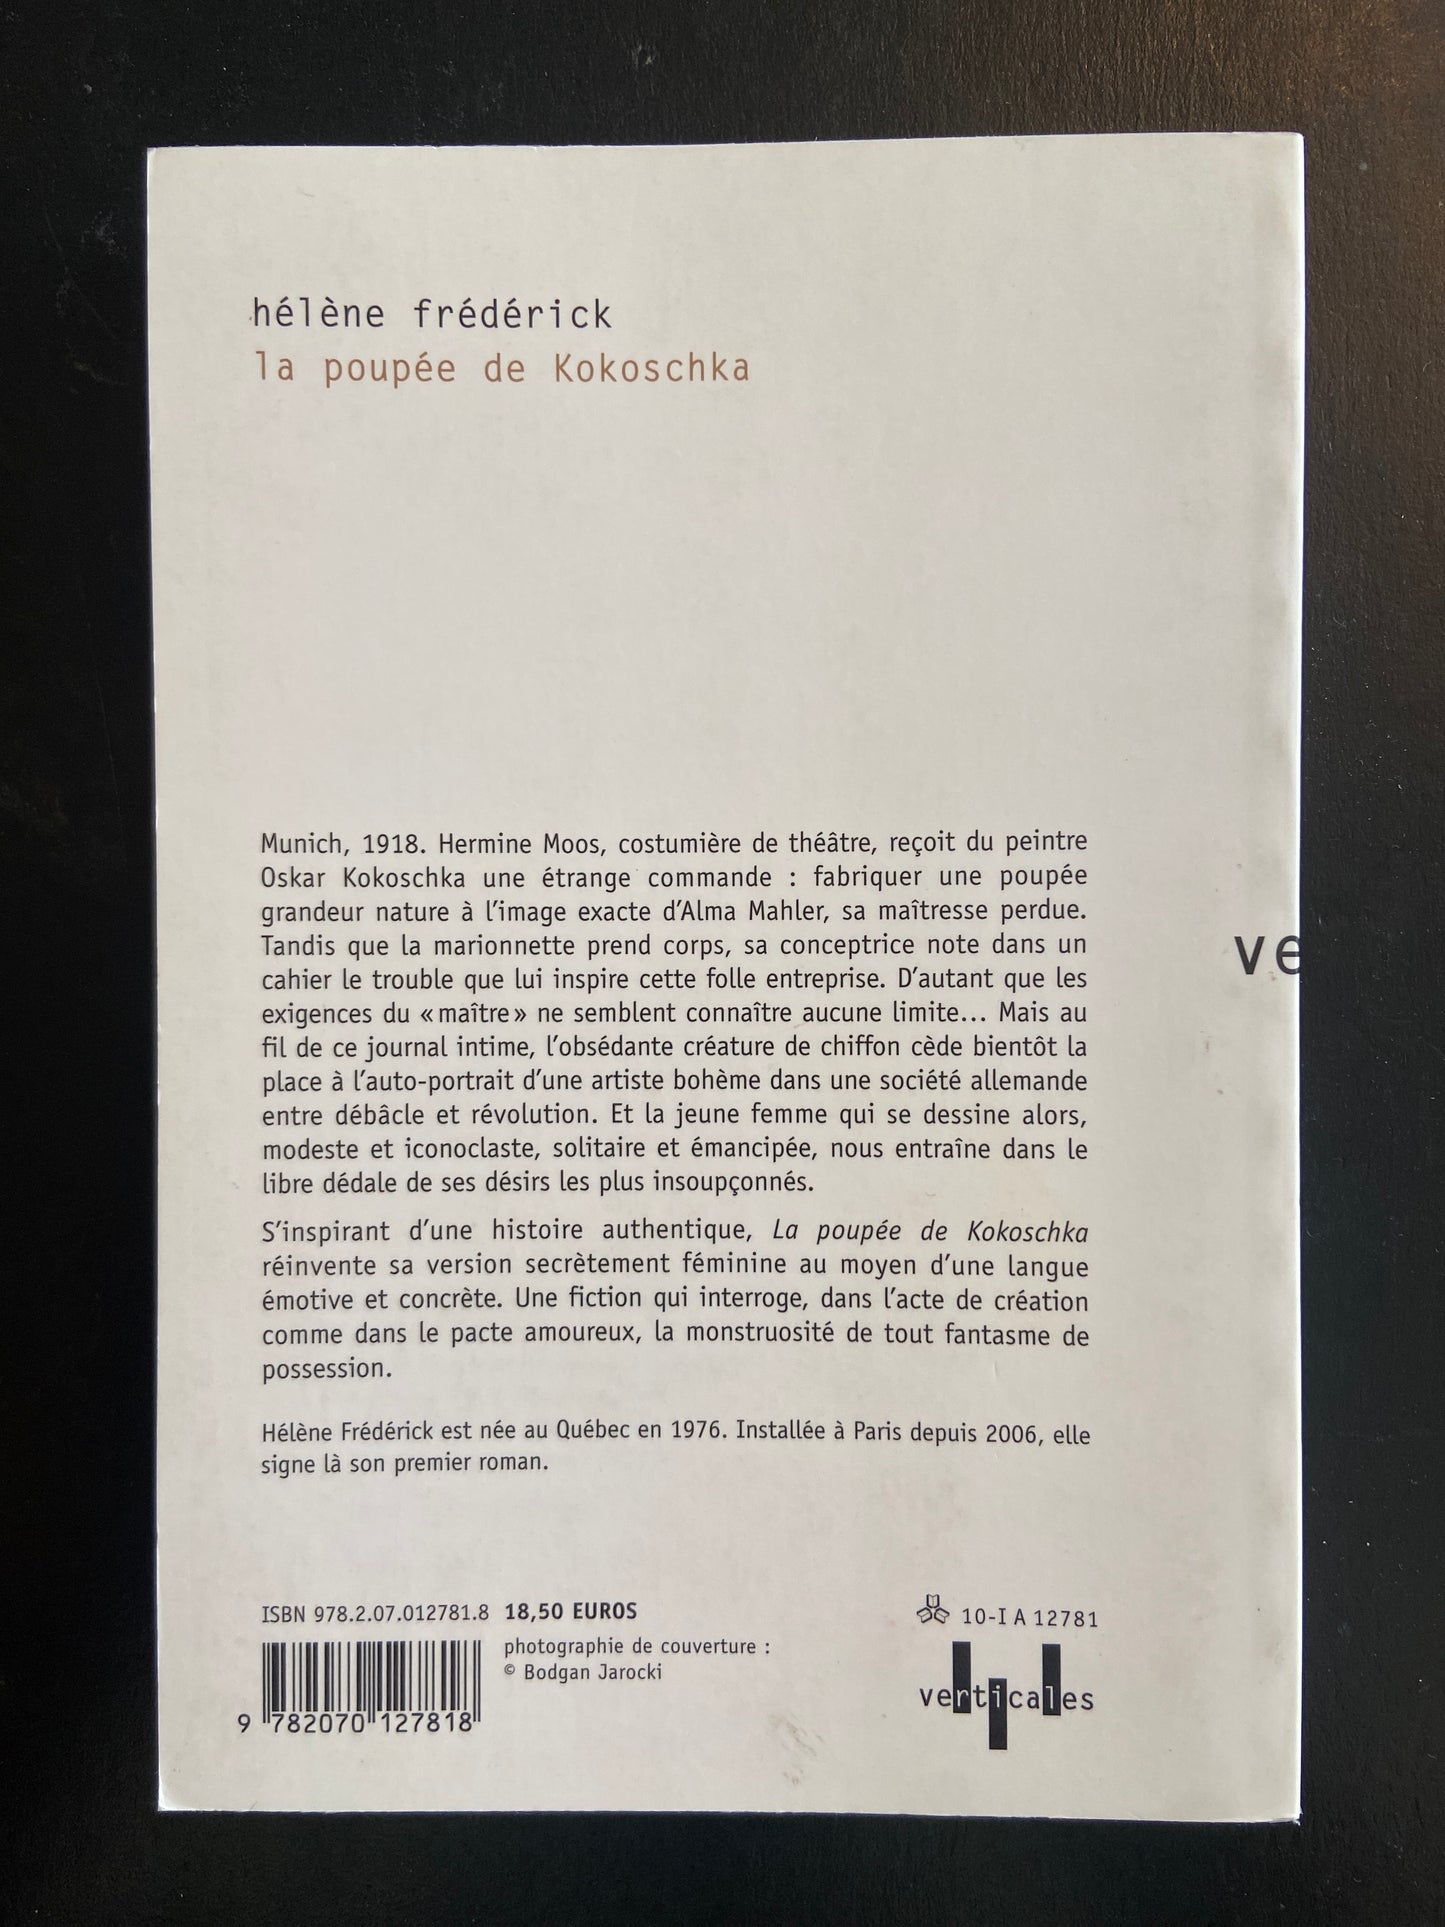 hélène frédérick
la poupée de Kokoschka
Munich, 1918. Hermine Moos, costumière de théâtre, reçoit du peintre
Oskar Kokoschka une étrange commande : fabriquer une poupée
grandeur nature à l'image exacte d'Alma Mahler, sa maîtresse perdue.
Tandis que la marionnette prend corps, sa conceptrice note dans un
cahier le trouble que lui inspire cette folle entreprise. D'autant que les
exigences du « maître » ne semblent connaître aucune limite... Mais au
fil de ce journal intime, l'obsédante créature de chiffon cède bientôt la
place à l'auto-portrait d'une artiste bohème dans une société allemande
entre débâcle et révolution. Et la jeune femme qui se dessine alors,
modeste et iconoclaste, solitaire et émancipée, nous entraîne dans le
libre dédale de ses désirs les plus insoupçonnés.
S'inspirant d'une histoire authentique, La poupée de Kokoschka
réinvente sa version secrètement féminine au moyen d'une langue
émotive et concrète. Une fiction qui interroge, dans l'acte de création
comme dans le pacte amoureux, la monstruosité de tout fantasme de
possession.
Hélène Frédérick est née au Québec en 1976. Installée à Paris depuis 2006, elle
signe là son premier roman.
ve
ISBN 978.2.07.012781.8 18,50 EUROS
photographie de couverture :
© Bodgan Jarocki
9 782070 127818
10-I A 12781
verticales